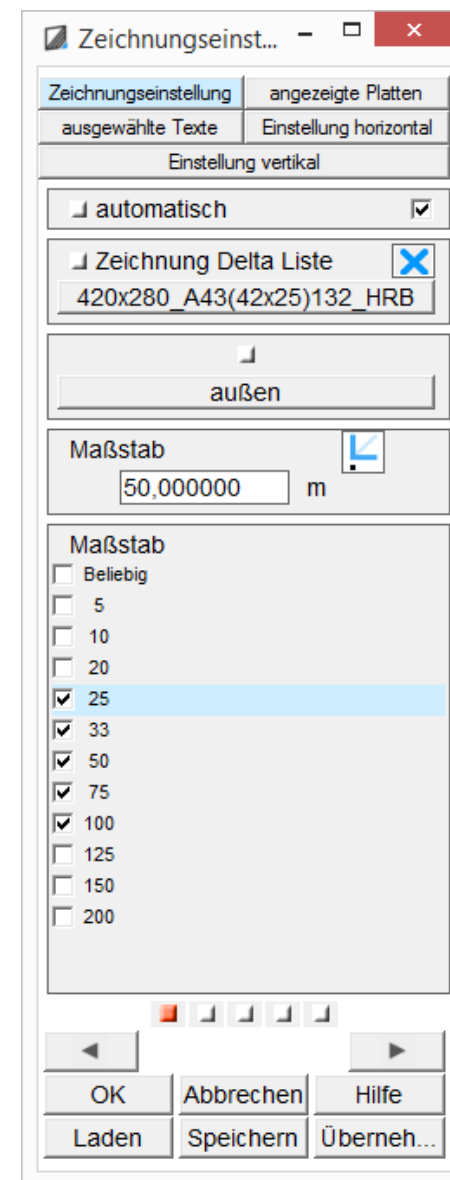 Zeichnungseinst...
Zeichnungseinstellung angezeigte Platten
ausgewählte Texte Einstellung horizontal
Einstellung vertikal
automatisch
Zeichnung Delta Liste
420x280_A43(42x25)132_HRB
außen
Maßstab
50,000000 m
Maßstab
Beliebig
5
10
20
25
33
50
75
100
125
150
200
OK Abbrechen Hilfe
Laden Speichern Überneh...